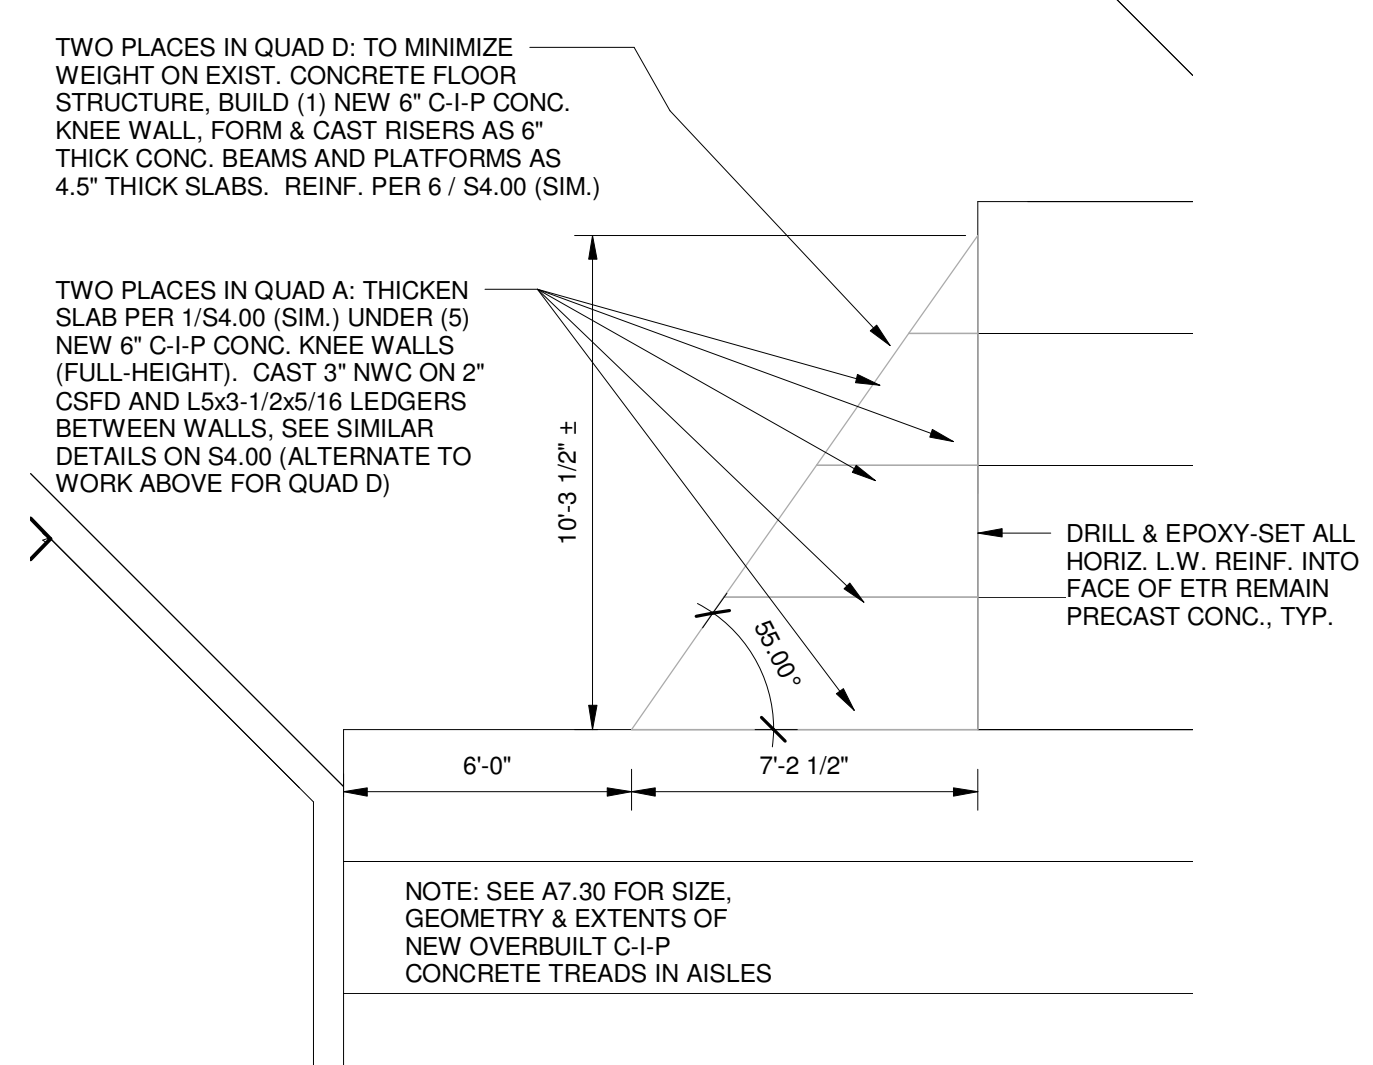 TWO PLACES IN QUAD D: TO MINIMIZE
WEIGHT ON EXIST. CONCRETE FLOOR
STRUCTURE, BUILD (1) NEW 6" C-I-P CONC.
KNEE WALL, FORM & CAST RISERS AS 6"
THICK CONC. BEAMS AND PLATFORMS AS
4.5" THICK SLABS.  REINF. PER 6 / S4.00 (SIM.)
TWO PLACES IN QUAD A: THICKEN
SLAB PER 1/S4.00 (SIM.) UNDER (5)
NEW 6" C-I-P CONC. KNEE WALLS
(FULL-HEIGHT).  CAST 3" NWC ON 2"
CSFD AND L5x3-1/2x5/16 LEDGERS
BETWEEN WALLS, SEE SIMILAR
DETAILS ON S4.00 (ALTERNATE TO
WORK ABOVE FOR QUAD D)
10'-3 1/2" ±
DRILL & EPOXY-SET ALL
HORIZ. L.W. REINF. INTO
FACE OF ETR REMAIN
PRECAST CONC., TYP.
55.00°
6'-0"
7'-2 1/2"
NOTE: SEE A7.30 FOR SIZE,
GEOMETRY & EXTENTS OF
NEW OVERBUILT C-I-P
CONCRETE TREADS IN AISLES